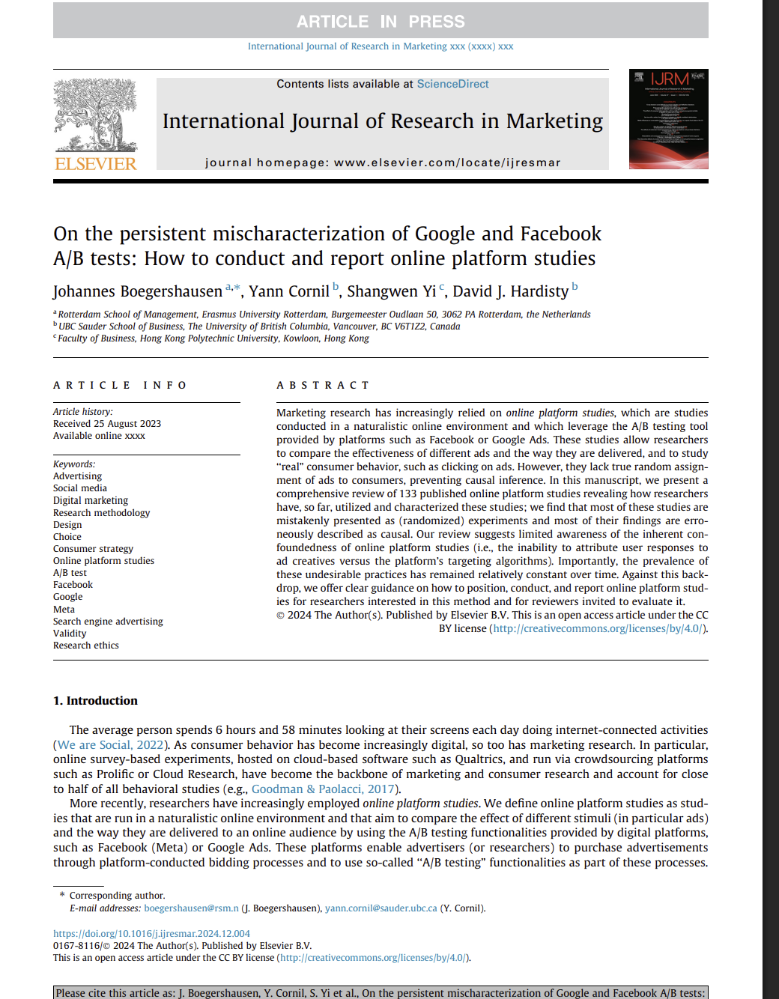 ARTICLE IN PRESS
International Journal of Research in Marketing xxx (xxxx) xxx
Contents lists available at ScienceDirect
International Journal of Research in Marketing
journal homepage: www.elsevier.com/locate/ijresmar
ELSEVIER
IJRM
On the persistent mischaracterization of Google and Facebook
A/B tests: How to conduct and report online platform studies
Johannes Boegershausen a,*, Yann Cornil b, Shangwen Yi c, David J. Hardisty b
a Rotterdam School of Management, Erasmus University Rotterdam, Burgemeester Oudlaan 50, 3062 PA Rotterdam, the Netherlands
b UBC Sauder School of Business, The University of British Columbia, Vancouver, BC V6T1Z2, Canada
c Faculty of Business, Hong Kong Polytechnic University, Kowloon, Hong Kong
ARTICLE INFO
Article history:
Received 25 August 2023
Available online xxxx
Keywords:
Advertising
Social media
Digital marketing
Research methodology
Design
Choice
Consumer strategy
Online platform studies
A/B test
Facebook
Google
Meta
Search engine advertising
Validity
Research ethics
ABSTRACT
Marketing research has increasingly relied on online platform studies, which are studies
conducted in a naturalistic online environment and which leverage the A/B testing tool
provided by platforms such as Facebook or Google Ads. These studies allow researchers
to compare the effectiveness of different ads and the way they are delivered, and to study
“real” consumer behavior, such as clicking on ads. However, they lack true random assign-
ment of ads to consumers, preventing causal inference. In this manuscript, we present a
comprehensive review of 133 published online platform studies revealing how researchers
have, so far, utilized and characterized these studies; we find that most of these studies are
mistakenly presented as (randomized) experiments and most of their findings are erro-
neously described as causal. Our review suggests limited awareness of the inherent con-
foundedness of online platform studies (i.e., the inability to attribute user responses to
ad creatives versus the platform's targeting algorithms). Importantly, the prevalence of
these undesirable practices has remained relatively constant over time. Against this back-
drop, we offer clear guidance on how to position, conduct, and report online platform stud-
ies for researchers interested in this method and for reviewers invited to evaluate it.
© 2024 The Author(s). Published by Elsevier B.V. This is an open access article under the CC
BY license (http://creativecommons.org/licenses/by/4.0/).
1. Introduction
The average person spends 6 hours and 58 minutes looking at their screens each day doing internet-connected activities
(We are Social, 2022). As consumer behavior has become increasingly digital, so too has marketing research. In particular,
online survey-based experiments, hosted on cloud-based software such as Qualtrics, and run via crowdsourcing platforms
such as Prolific or Cloud Research, have become the backbone of marketing and consumer research and account for close
to half of all behavioral studies (e.g., Goodman & Paolacci, 2017).
More recently, researchers have increasingly employed online platform studies. We define online platform studies as stud-
ies that are run in a naturalistic online environment and that aim to compare the effect of different stimuli (in particular ads)
and the way they are delivered to an online audience by using the A/B testing functionalities provided by digital platforms,
such as Facebook (Meta) or Google Ads. These platforms enable advertisers (or researchers) to purchase advertisements
through platform-conducted bidding processes and to use so-called “A/B testing” functionalities as part of these processes.
* Corresponding author.
E-mail addresses: boegershausen@rsm.n (J. Boegershausen), yann.cornil@sauder.ubc.ca (Y. Cornil).
https://doi.org/10.1016/j.ijresmar.2024.12.004
0167-8116/© 2024 The Author(s). Published by Elsevier B.V.
This is an open access article under the CC BY license (http://creativecommons.org/licenses/by/4.0/).
Please cite this article as: J. Boegershausen, Y. Cornil, S. Yi et al., On the persistent mischaracterization of Google and Facebook A/B tests: